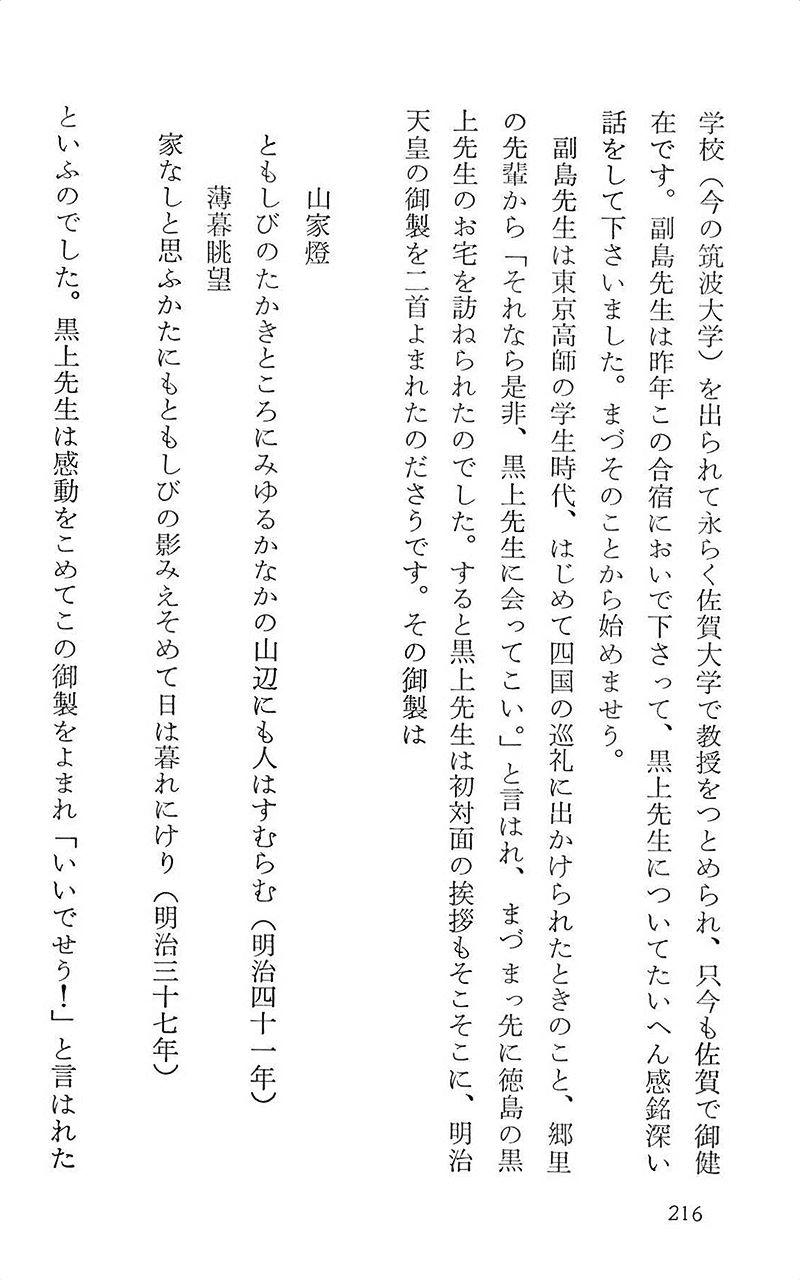 学校（今の筑波大学）を出られて永らく佐賀大学で教授をつとめられ、只今も佐賀で御健
在です。副島先生は昨年この合宿においで下さって、黒上先生についてたいへん感銘深い
話をして下さいました。まづそのことから始めませう。
副島先生は東京高師の学生時代、はじめて四国の巡礼に出かけられたときのこと、郷里
の先輩から「それなら是非、黒上先生に会ってこい。」と言はれ、まづまっ先に徳島の黒
上先生のお宅を訪ねられたのでした。すると黒上先生は初対面の挨拶もそこそこに、明治
天皇の御製を二首よまれたのださうです。その御製は
山家燈
ともしびのたかきところにみゆるかなかの山辺にも人はすむらむ（明治四十一年）
薄暮眺望
家なしと思ふかたにもともしびの影みえそめて日は暮れにけり（明治三十七年）
といふのでした。黒上先生は感動をこめてこの御製をよまれ「いいでせう！」と言はれた
216